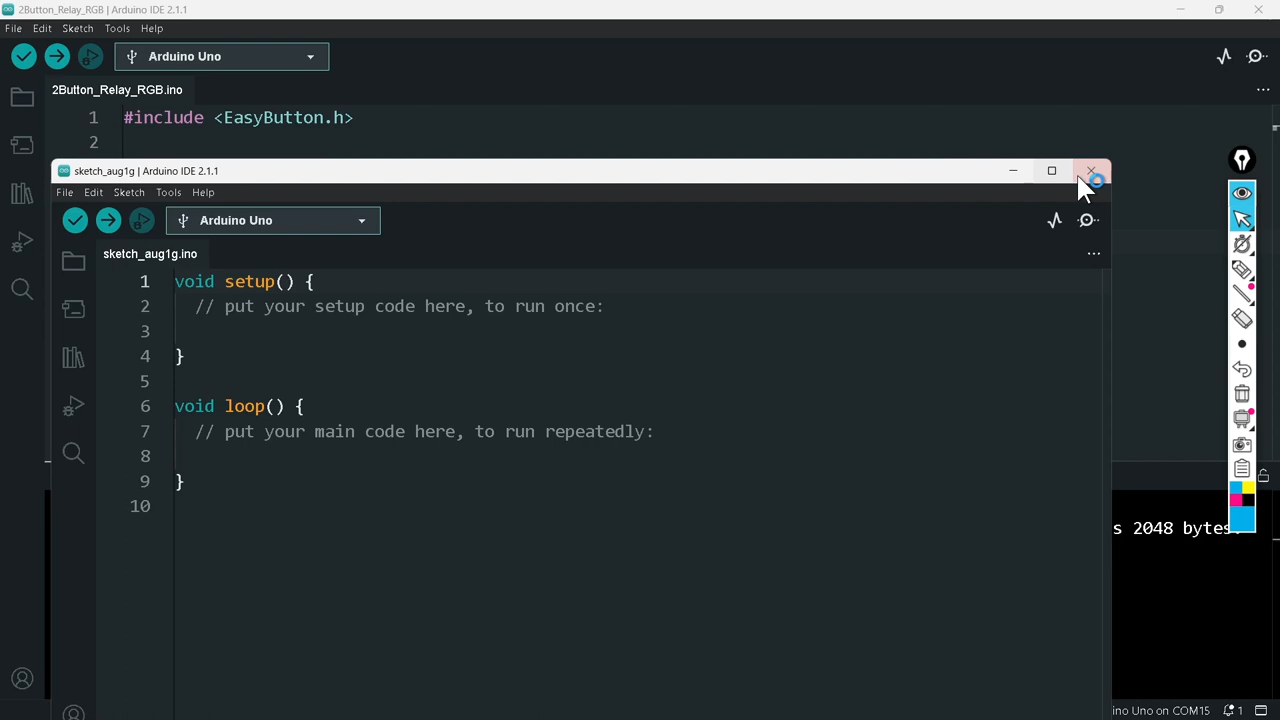 2Button_Relay_RGB | Arduino IDE 2.1.1
File Edit Sketch Tools Help
Arduino Uno
2Button_Relay_RGB.ino
1 #include <EasyButton.h>
2
sketch_aug1g | Arduino IDE 2.1.1
File Edit Sketch Tools Help
Arduino Uno
sketch_aug1g.ino
1 void setup() {
2 // put your setup code here, to run once:
3
4 }
5
6 void loop() {
7 // put your main code here, to run repeatedly:
8
9 }
10
s 2048 bytes.
ino Uno on COM15 1